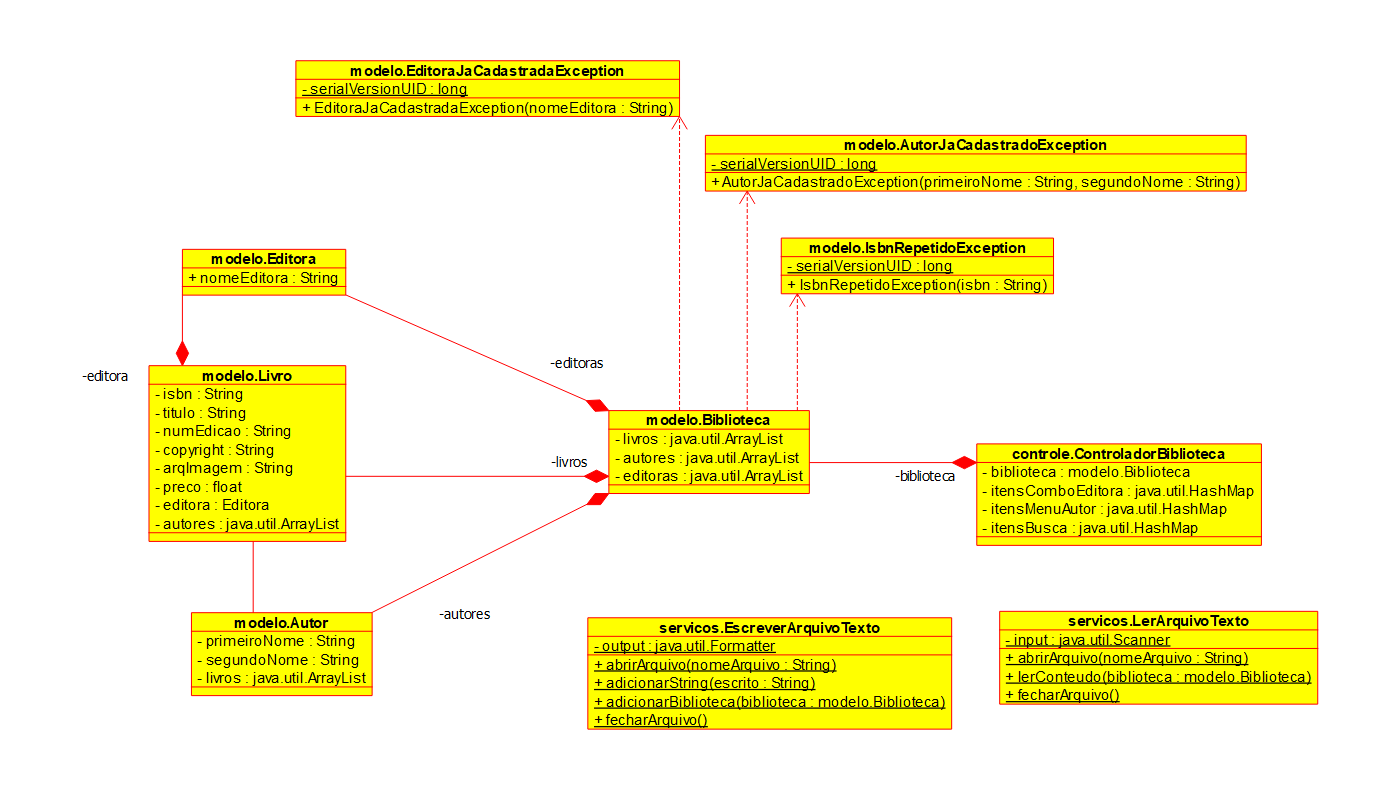 modelo.EditoraJaCadastradaException
- serialVersionUID : long
+ EditoraJaCadastradaException(nomeEditora : String)
modelo.AutorJaCadastradoException
- serialVersionUID : long
+AutorJaCadastradoException(primeiroNome : String, segundoNome : String)
modelo.IsbnRepetidoException
- serialVersionUID : long
+ IsbnRepetidoException(isbn : String)
modelo.Editora
+ nomeEditora : String
-editoras
-editora
modelo.Livro
- isbn : String
- titulo : String
- numEdicao : String
- copyright : String
- arqImagem : String
- preco : float
- editora : Editora
- autores : java.util.ArrayList
-livros
modelo.Biblioteca
- livros : java.util.ArrayList
- autores : java.util.ArrayList
- editoras : java.util.ArrayList
-biblioteca
controle.ControladorBiblioteca
- biblioteca : modelo.Biblioteca
- itensComboEditora : java.util.HashMap
- itensMenuAutor : java.util.HashMap
- itensBusca : java.util.HashMap
modelo.Autor
- primeiroNome : String
- segundoNome : String
- livros : java.util.ArrayList
-autores
servicos.EscreverArquivoTexto
- output : java.util.Formatter
+ abrirArquivo(nomeArquivo : String)
+ adicionarString(escrito : String)
+ adicionarBiblioteca(biblioteca : modelo.Biblioteca)
+ fecharArquivo()
servicos.LerArquivoTexto
- input : java.util.Scanner
+ abrirArquivo(nomeArquivo : String)
+ lerConteudo(biblioteca : modelo.Biblioteca)
+ fecharArquivo()